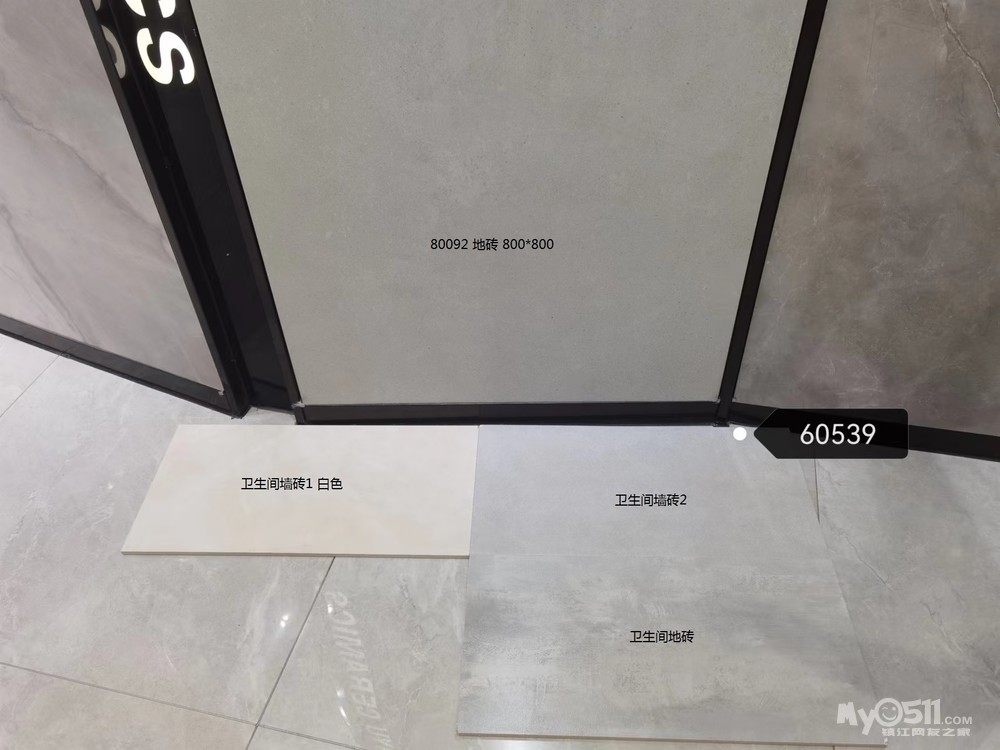 80092 地砖 800*800
60539
卫生间墙砖1 白色
卫生间墙砖2
卫生间地砖
CERAMICS
My0511.COM
镇江网友之家